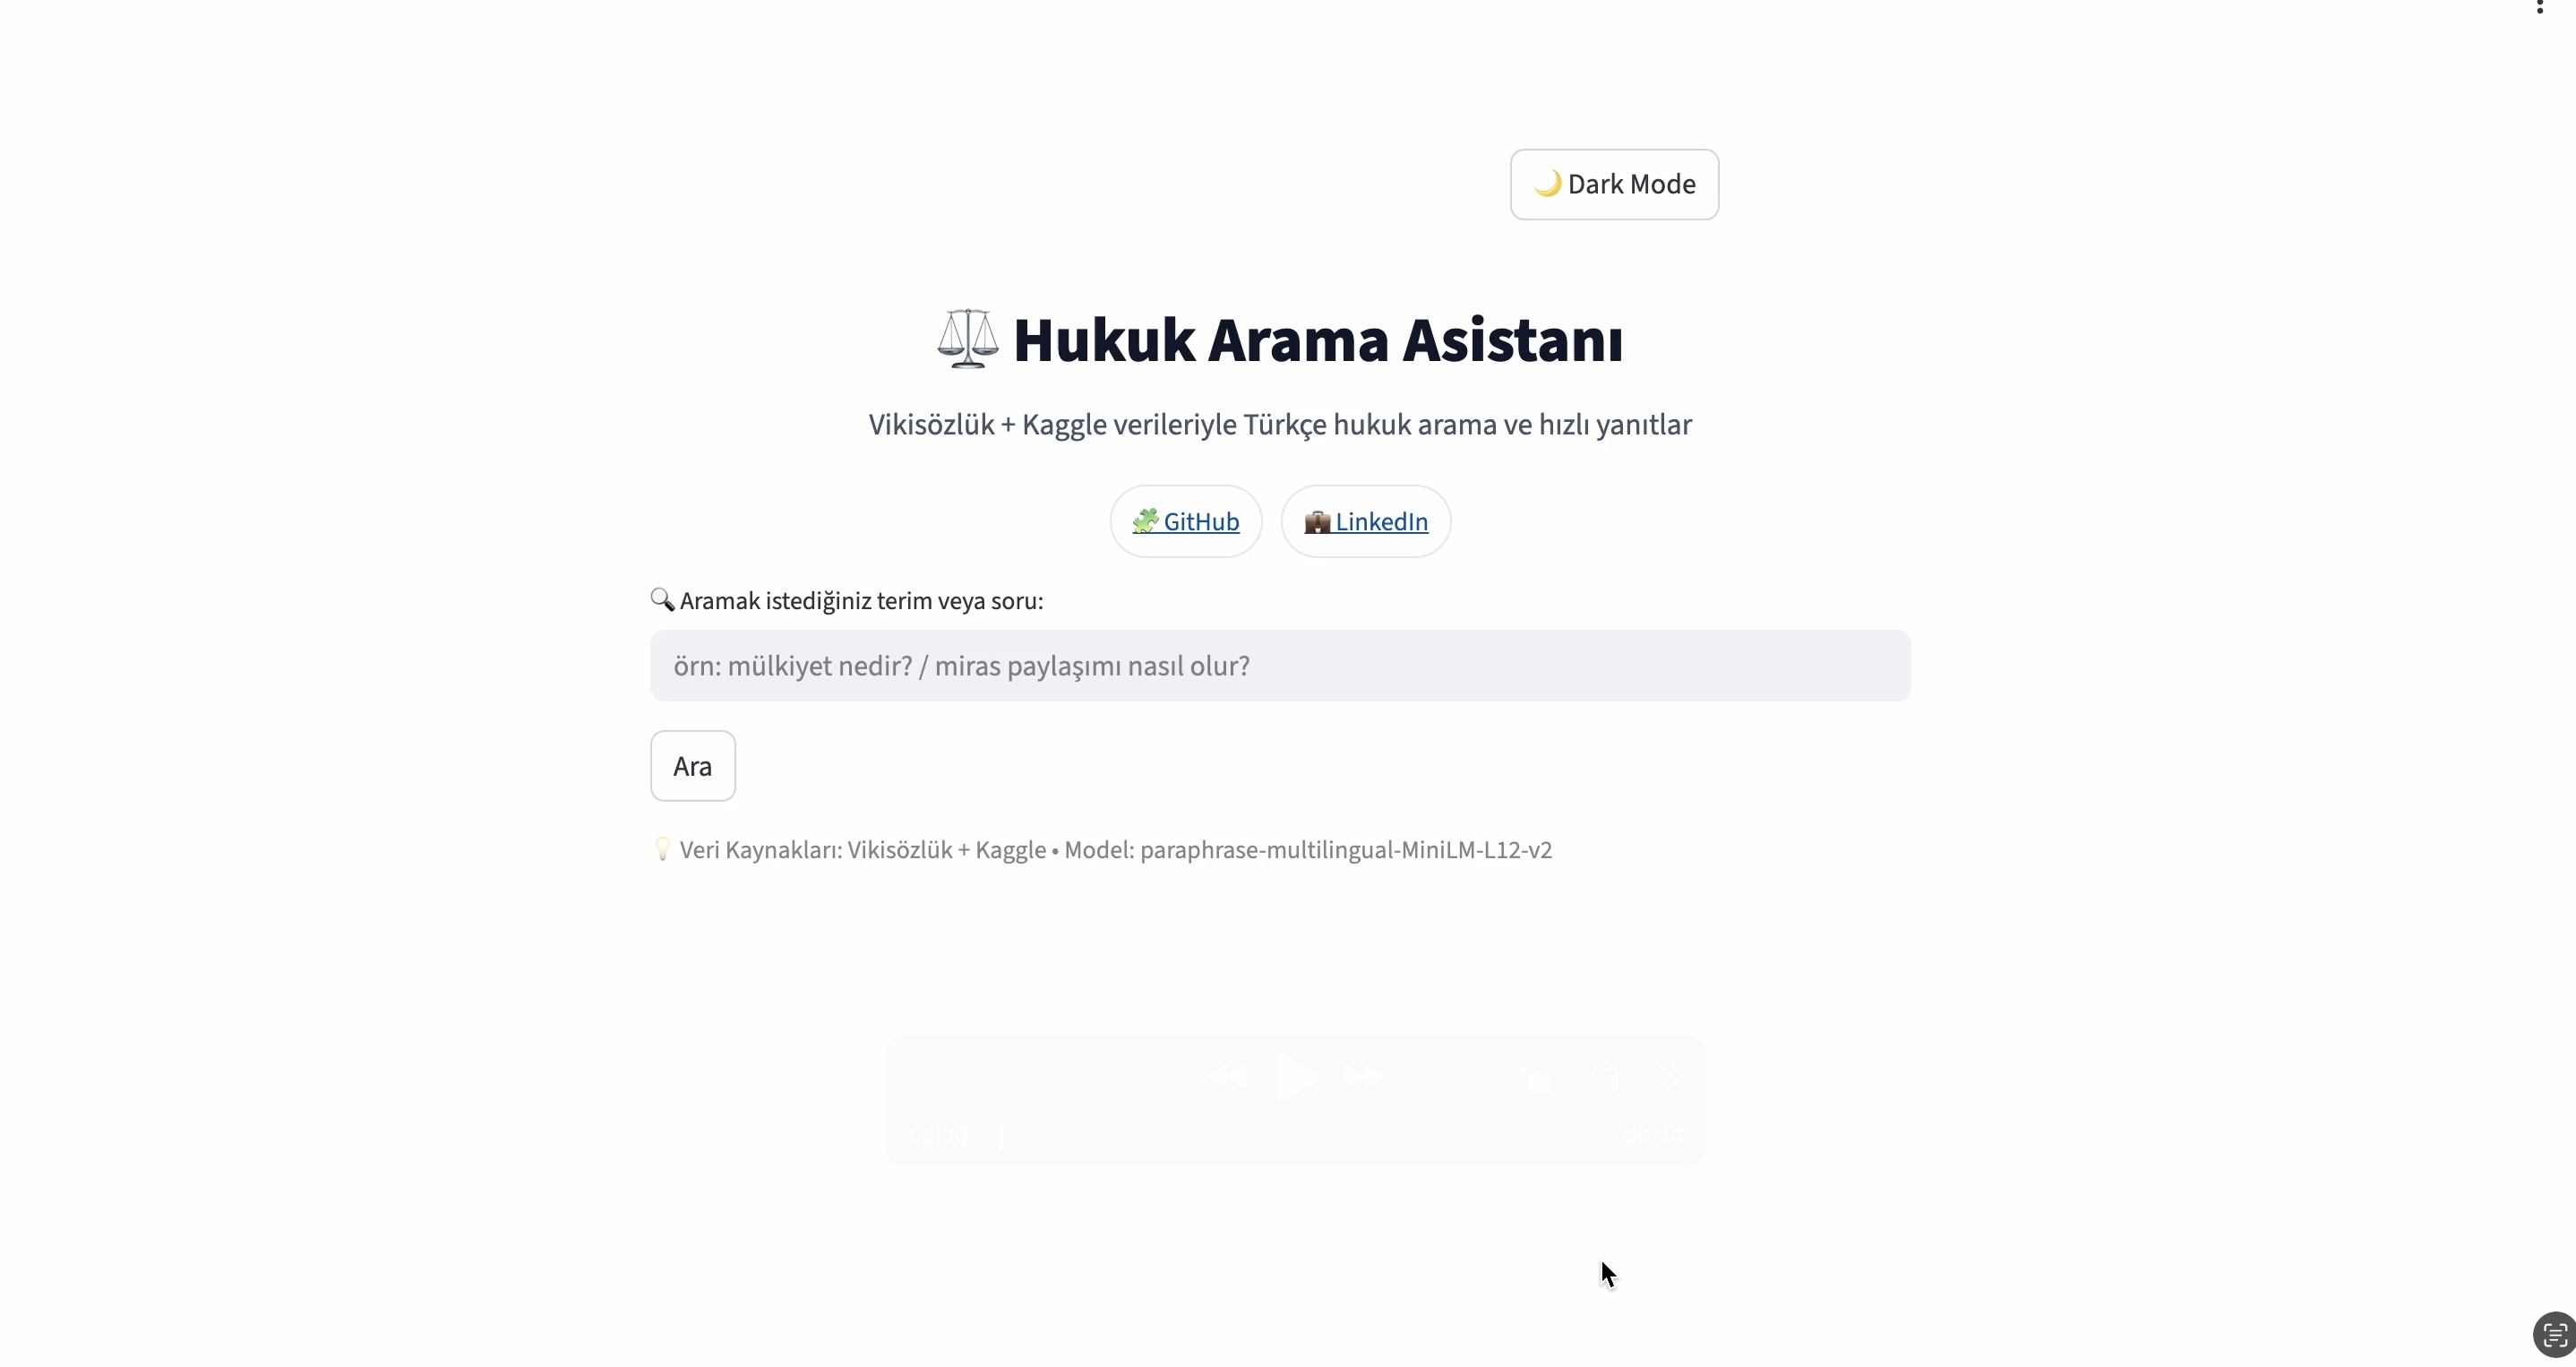 🌙 Dark Mode
⚖️ Hukuk Arama Asistanı
Vikisözlük + Kaggle verileriyle Türkçe hukuk arama ve hızlı yanıtlar
🧩 GitHub
💼 LinkedIn
🔍 Aramak istediğiniz terim veya soru:
örn: mülkiyet nedir? / miras paylaşımı nasıl olur?
Ara
💡 Veri Kaynakları: Vikisözlük + Kaggle • Model: paraphrase-multilingual-MiniLM-L12-v2